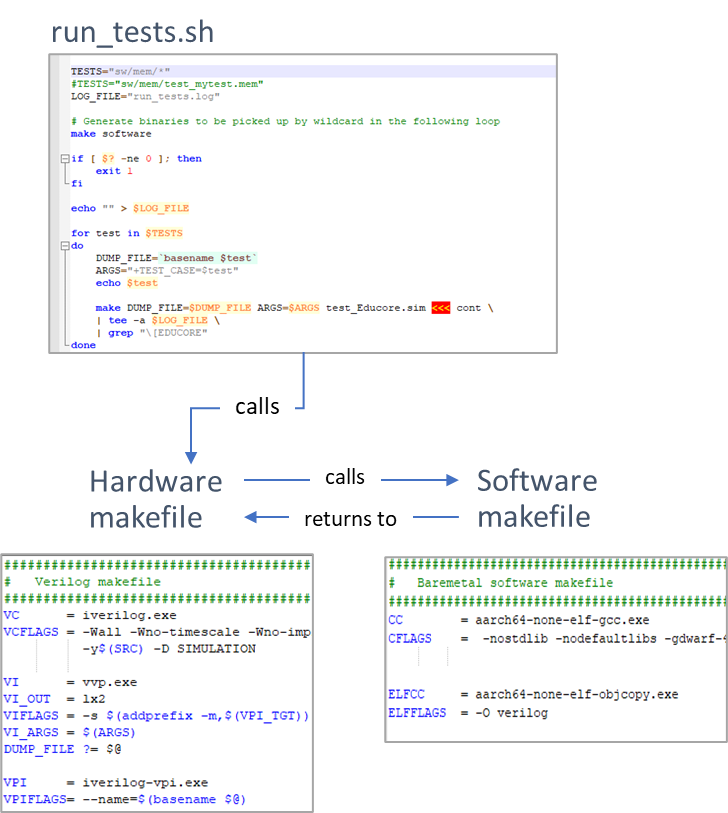 run_tests.sh
TESTS="sw/mem/*"
#TESTS="sw/mem/test_mytest.mem"
LOG_FILE="run_tests.log"
# Generate binaries to be picked up by wildcard in the following loop
make software
if [ $? -ne 0 ]; then
exit 1
fi
echo "" > $LOG_FILE
for test in $TESTS
do
DUMP_FILE=`basename $test`
ARGS="+TEST_CASE=$test"
echo $test
make DUMP_FILE=$DUMP_FILE ARGS=$ARGS test_Educore.sim <<< cont \
| tee -a $LOG_FILE \
| grep "\[EDUCORE"
done
calls
Hardware
makefile
calls
returns to
Software
makefile
#######################################
#   Verilog makefile
#######################################
VC      = iverilog.exe
VCFLAGS = -Wall -Wno-timescale -Wno-imp
-y$(SRC) -D SIMULATION
VI      = vvp.exe
VI_OUT  = lx2
VIFLAGS = -s $(addprefix -m,$(VPI_TGT))
VI_ARGS = $(ARGS)
DUMP_FILE ?= $@
VPI     = iverilog-vpi.exe
VPIFLAGS= --name=$(basename $@)
###########################################
#   Baremetal software makefile
###########################################
CC       = aarch64-none-elf-gcc.exe
CFLAGS   =  -nostdlib -nodefaultlibs -gdwarf-4
ELFCC    = aarch64-none-elf-objcopy.exe
ELFFLAGS = -O verilog